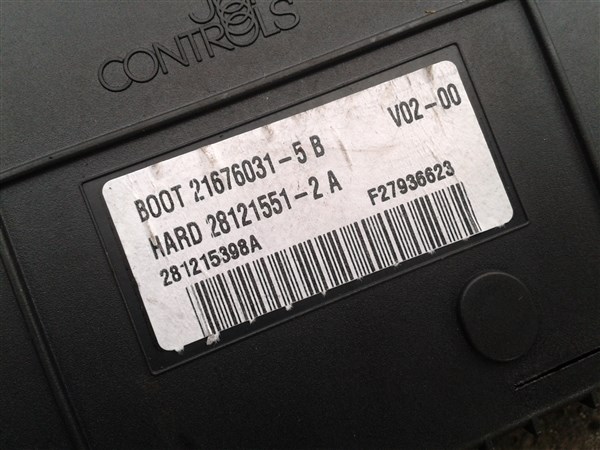 CONTROLS
V02-00
BOOT 21676031-5 B
HARD 28121551-2 A
F27936623
281215398A